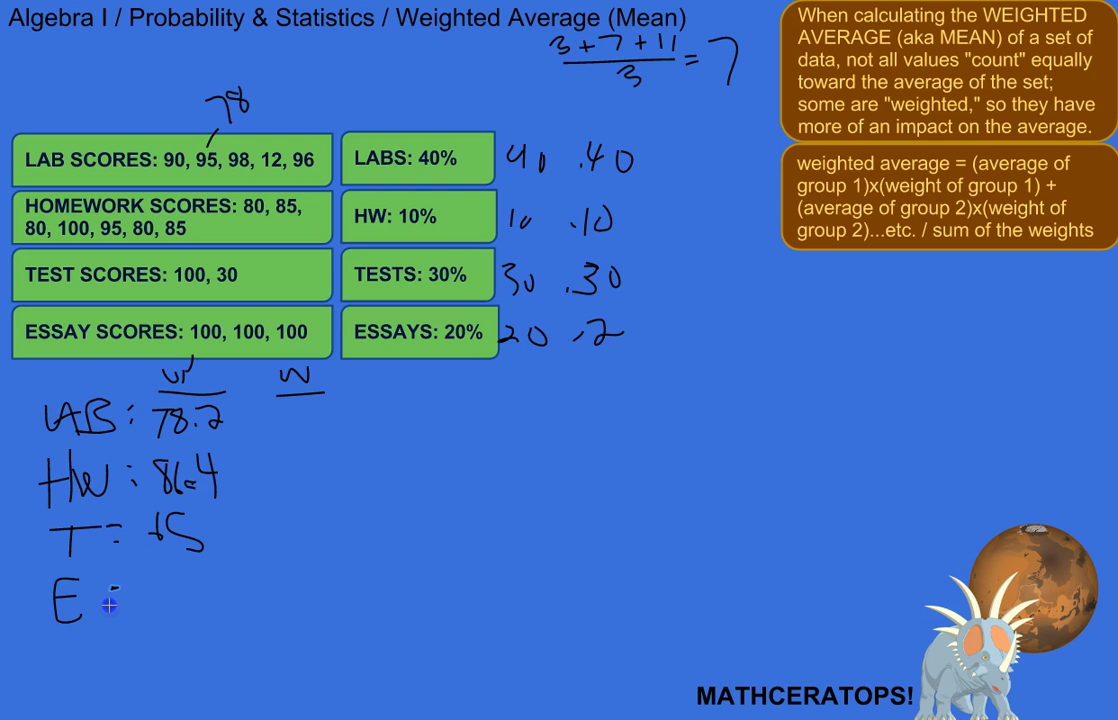 Algebra I / Probability & Statistics / Weighted Average (Mean)
3 + 7 + 11
3
= 7
When calculating the WEIGHTED
AVERAGE (aka MEAN) of a set of
data, not all values "count" equally
toward the average of the set;
some are "weighted," so they have
more of an impact on the average.
weighted average = (average of
group 1)x(weight of group 1) +
(average of group 2)x(weight of
group 2)...etc. / sum of the weights
78
LAB SCORES: 90, 95, 98, 12, 96
LABS: 40%
40 .40
HOMEWORK SCORES: 80, 85,
80, 100, 95, 80, 85
HW: 10%
10 .10
TEST SCORES: 100, 30
TESTS: 30%
30 .30
ESSAY SCORES: 100, 100, 100
ESSAYS: 20%
20 .2
W
LAB: 78.2
HW: 86.4
T: 65
E :
MATHCERATOPS!